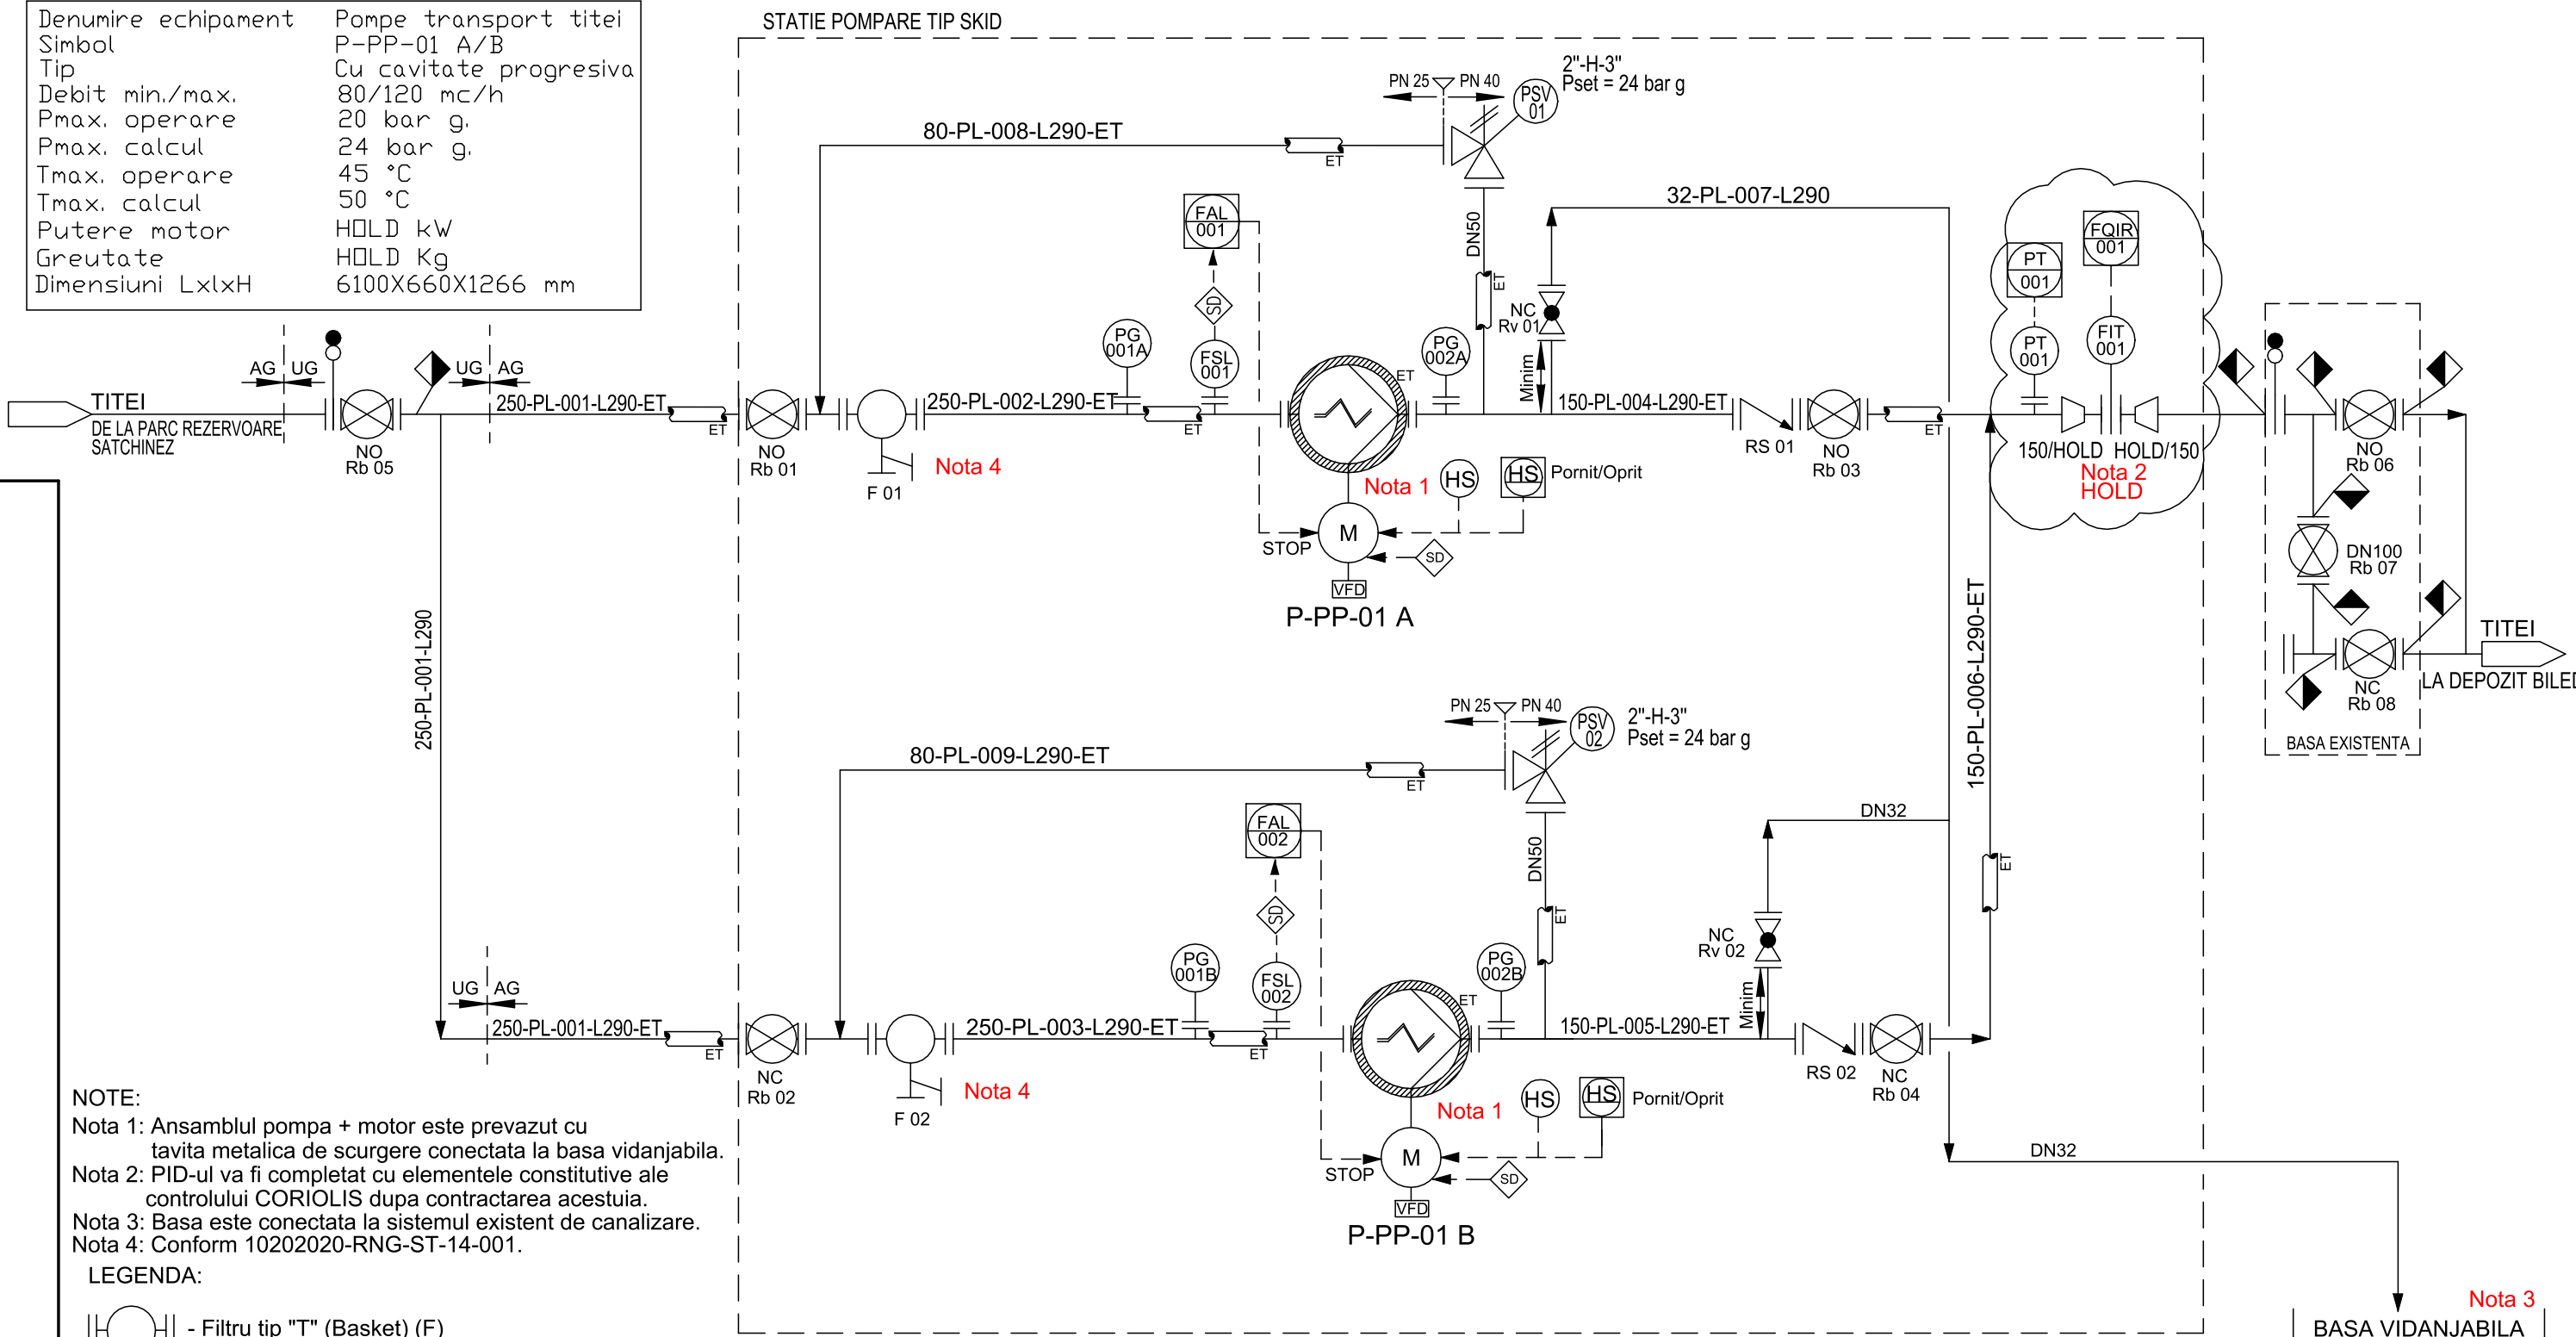 Denumire echipament Pompe transport titei
Simbol P-PP-01 A/B
Tip Cu cavitate progresiva
Debit min./max. 80/120 mc/h
Pmax. operare 20 bar g.
Pmax. calcul 24 bar g.
Tmax. operare 45 °C
Tmax. calcul 50 °C
Putere motor HOLD kW
Greutate HOLD Kg
Dimensiuni LxlxH 6100X660X1266 mm
STATIE POMPARE TIP SKID
PN 25 PN 40
PSV 01
2"-H-3"
Pset = 24 bar g
80-PL-008-L290-ET
ET
FAL 001
SD
DN50
ET
32-PL-007-L290
NC
Rv 01
Minim
PT 001
FQIR 001
PT 001
FIT 001
AG UG
UG AG
TITEI
DE LA PARC REZERVOARE
SATCHINEZ
NO
Rb 05
250-PL-001-L290-ET
ET
NO
Rb 01
F 01
Nota 4
250-PL-002-L290-ET
PG 001A
FSL 001
ET
ET
PG 002A
150-PL-004-L290-ET
RS 01
NO
Rb 03
ET
150/HOLD HOLD/150
Nota 2
HOLD
NO
Rb 06
DN100
Rb 07
NC
Rb 08
TITEI
BASA EXISTENTA
Nota 1
HS
HS
Pornit/Oprit
STOP
M
SD
VFD
P-PP-01 A
250-PL-001-L290
150-PL-006-L290-ET
ET
PN 25 PN 40
PSV 02
2"-H-3"
Pset = 24 bar g
80-PL-009-L290-ET
ET
FAL 002
SD
DN50
ET
DN32
NC
Rv 02
Minim
UG AG
250-PL-001-L290-ET
ET
NC
Rb 02
F 02
Nota 4
250-PL-003-L290-ET
PG 001B
FSL 002
ET
ET
PG 002B
150-PL-005-L290-ET
RS 02
NC
Rb 04
Nota 1
HS
HS
Pornit/Oprit
STOP
M
SD
VFD
P-PP-01 B
DN32
NOTE:
Nota 1: Ansamblul pompa + motor este prevazut cu
tavita metalica de scurgere conectata la basa vidanjabila.
Nota 2: PID-ul va fi completat cu elementele constitutive ale
controlului CORIOLIS dupa contractarea acestuia.
Nota 3: Basa este conectata la sistemul existent de canalizare.
Nota 4: Conform 10202020-RNG-ST-14-001.
LEGENDA:
- Filtru tip "T" (Basket) (F)
Nota 3
BASA VIDANJABILA
LA DEPOZIT